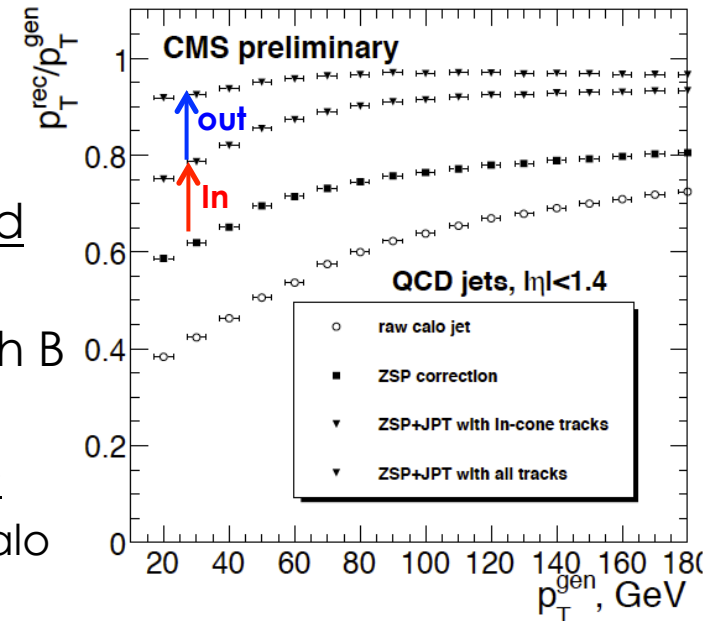 p_T^rec/p_T^gen
CMS preliminary
1
out
0.8
In
d
0.6
QCD jets, |η|<1.4
h B
0.4
raw calo jet
ZSP correction
ZSP+JPT with in-cone tracks
0.2
ZSP+JPT with all tracks
alo
0
20 40 60 80 100 120 140 160 180
p_T^gen, GeV